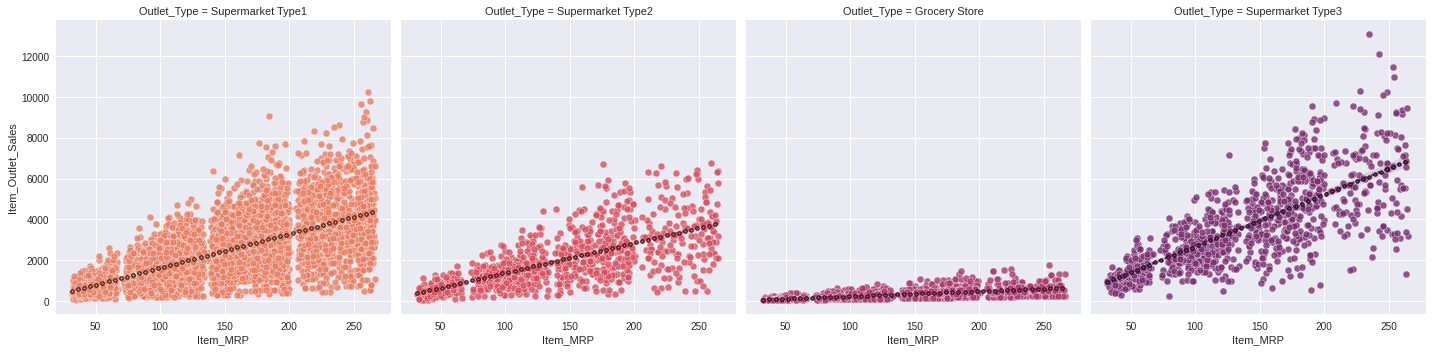 Outlet_Type = Supermarket Type1
Outlet_Type = Supermarket Type2
Outlet_Type = Grocery Store
Outlet_Type = Supermarket Type3
Item_Outlet_Sales
12000
10000
8000
6000
4000
2000
0
50 100 150 200 250
50 100 150 200 250
50 100 150 200 250
50 100 150 200 250
Item_MRP
Item_MRP
Item_MRP
Item_MRP